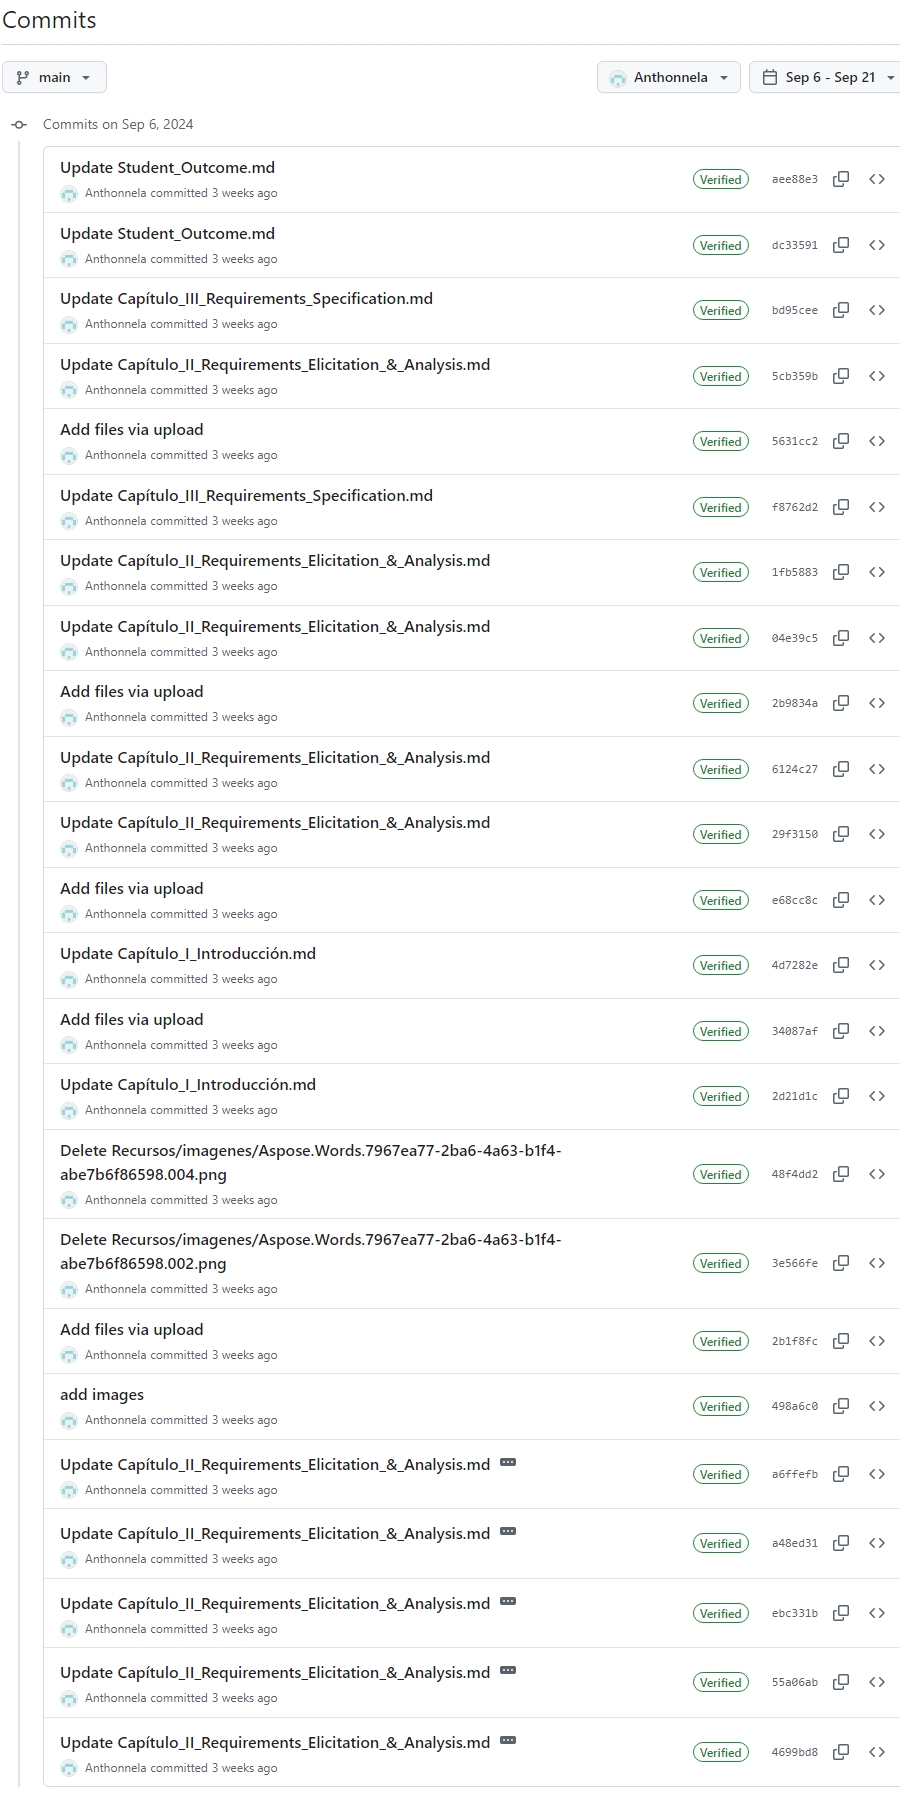 Commits
main
Anthonnela
Sep 6 - Sep 21
Commits on Sep 6, 2024
Update Student_Outcome.md
Anthonnela committed 3 weeks ago
Verified
aee88e3
Update Student_Outcome.md
Anthonnela committed 3 weeks ago
Verified
dc33591
Update Capítulo_III_Requirements_Specification.md
Anthonnela committed 3 weeks ago
Verified
bd95cee
Update Capítulo_II_Requirements_Elicitation_&_Analysis.md
Anthonnela committed 3 weeks ago
Verified
5cb359b
Add files via upload
Anthonnela committed 3 weeks ago
Verified
5631cc2
Update Capítulo_III_Requirements_Specification.md
Anthonnela committed 3 weeks ago
Verified
f8762d2
Update Capítulo_II_Requirements_Elicitation_&_Analysis.md
Anthonnela committed 3 weeks ago
Verified
1fb5883
Update Capítulo_II_Requirements_Elicitation_&_Analysis.md
Anthonnela committed 3 weeks ago
Verified
04e39c5
Add files via upload
Anthonnela committed 3 weeks ago
Verified
2b9834a
Update Capítulo_II_Requirements_Elicitation_&_Analysis.md
Anthonnela committed 3 weeks ago
Verified
6124c27
Update Capítulo_II_Requirements_Elicitation_&_Analysis.md
Anthonnela committed 3 weeks ago
Verified
29f3150
Add files via upload
Anthonnela committed 3 weeks ago
Verified
e68cc8c
Update Capítulo_I_Introducción.md
Anthonnela committed 3 weeks ago
Verified
4d7282e
Add files via upload
Anthonnela committed 3 weeks ago
Verified
34087af
Update Capítulo_I_Introducción.md
Anthonnela committed 3 weeks ago
Verified
2d21d1c
Delete Recursos/imagenes/Aspose.Words.7967ea77-2ba6-4a63-b1f4-
abe7b6f86598.004.png
Anthonnela committed 3 weeks ago
Verified
48f4dd2
Delete Recursos/imagenes/Aspose.Words.7967ea77-2ba6-4a63-b1f4-
abe7b6f86598.002.png
Anthonnela committed 3 weeks ago
Verified
3e566fe
Add files via upload
Anthonnela committed 3 weeks ago
Verified
2b1f8fc
add images
Anthonnela committed 3 weeks ago
Verified
498a6c0
Update Capítulo_II_Requirements_Elicitation_&_Analysis.md
Anthonnela committed 3 weeks ago
Verified
a6ffefb
Update Capítulo_II_Requirements_Elicitation_&_Analysis.md
Anthonnela committed 3 weeks ago
Verified
a48ed31
Update Capítulo_II_Requirements_Elicitation_&_Analysis.md
Anthonnela committed 3 weeks ago
Verified
ebc331b
Update Capítulo_II_Requirements_Elicitation_&_Analysis.md
Anthonnela committed 3 weeks ago
Verified
55a06ab
Update Capítulo_II_Requirements_Elicitation_&_Analysis.md
Anthonnela committed 3 weeks ago
Verified
4699bd8